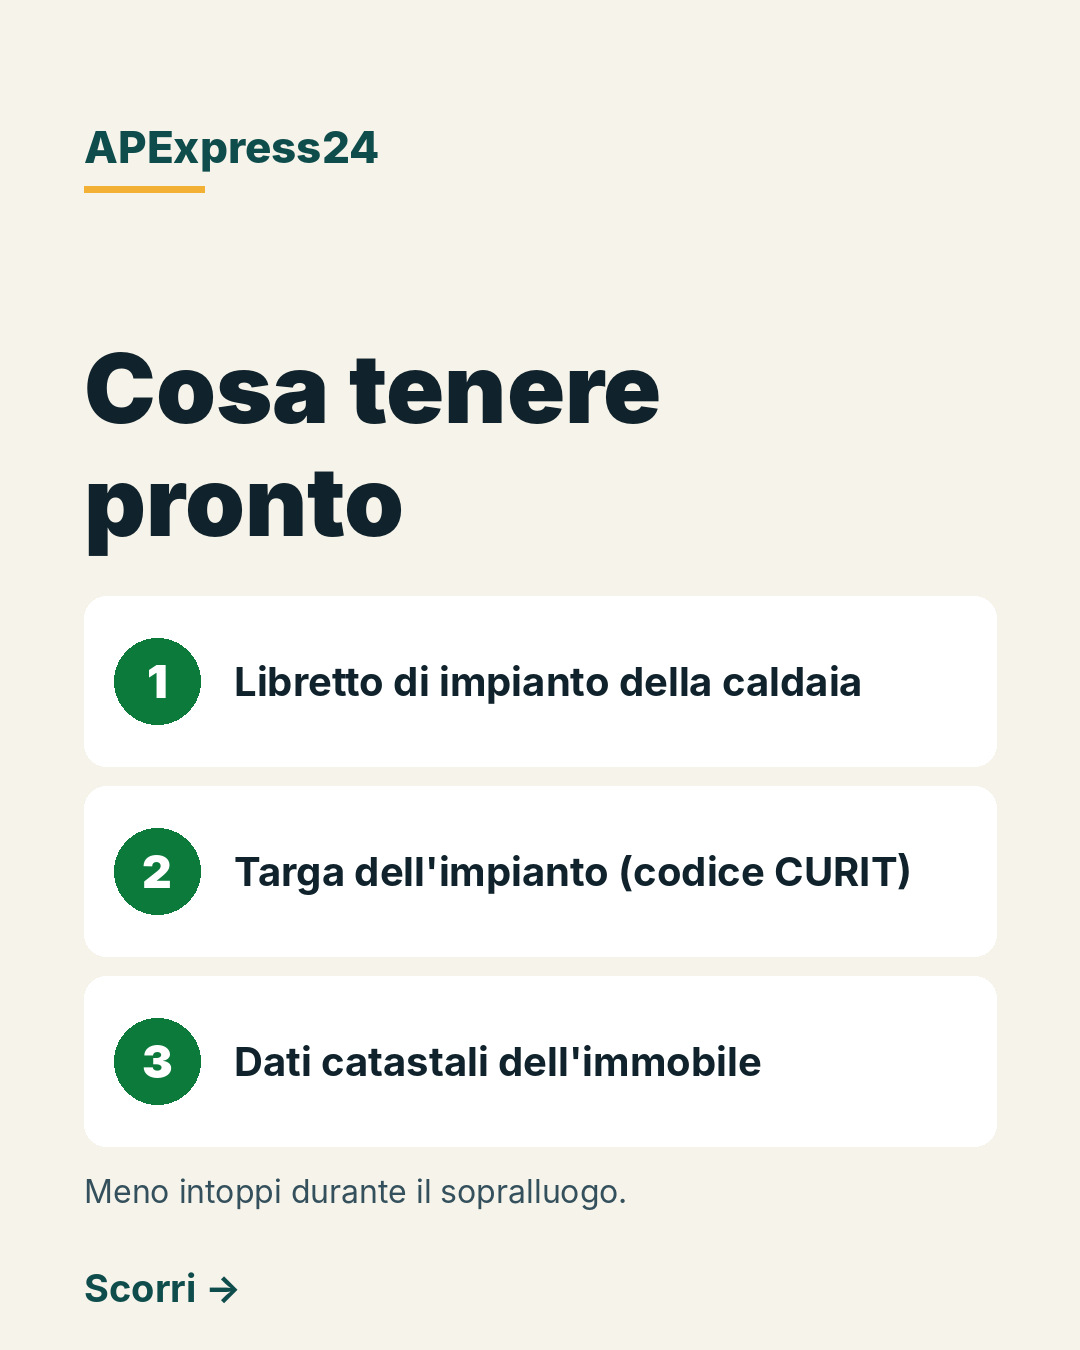 APExpress24
Cosa tenere
pronto
1 Libretto di impianto della caldaia
2 Targa dell'impianto (codice CURIT)
3 Dati catastali dell'immobile
Meno intoppi durante il sopralluogo.
Scorri →